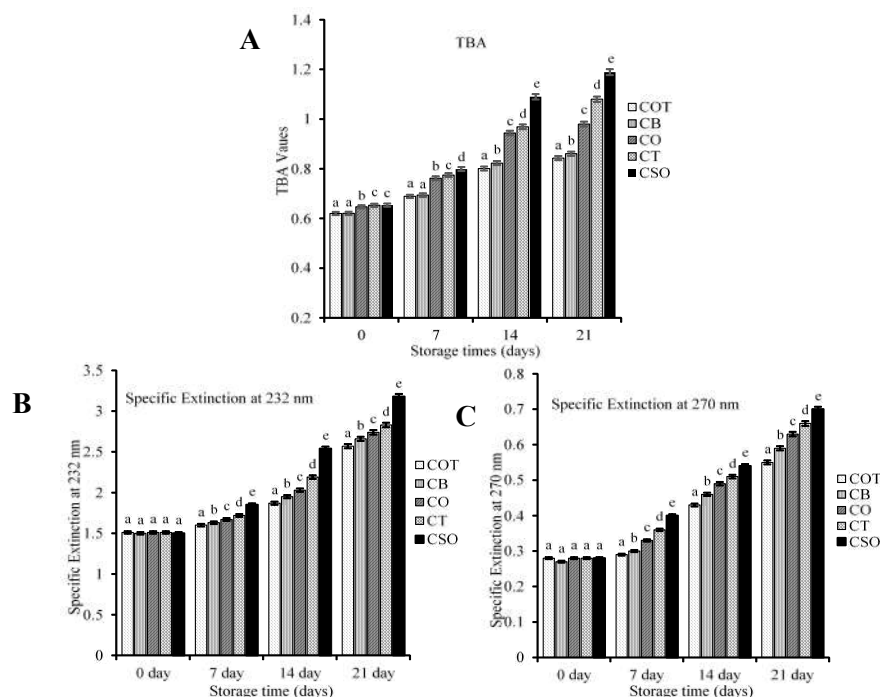 A
TBA
1.4
1.2
1
0.8
0.6
0.4
0.2
TBA Vaues
a a b c c
a a b c d
a b c d e
a b c d e
0 7 14 21
Storage times (days)
COT
CB
CO
CT
CSO
B
Specific Extinction at 232 nm
3.5
3
2.5
2
1.5
1
0.5
0
Specific Extinction at 232 nm
a a a a a
a b c d e
a b c d e
a b c d e
0 day 7 day 14 day 21 day
Storage time (days)
COT
CB
CO
CT
CSO
C
Specific Extinction at 270 nm
0.8
0.7
0.6
0.5
0.4
0.3
0.2
0.1
0
Specific Extinction at 270 nm
a a a a a
a b c d e
a b c d e
a b c d e
0 day 7 day 14 day 21 day
Storage time (days)
COT
CB
CO
CT
CSO